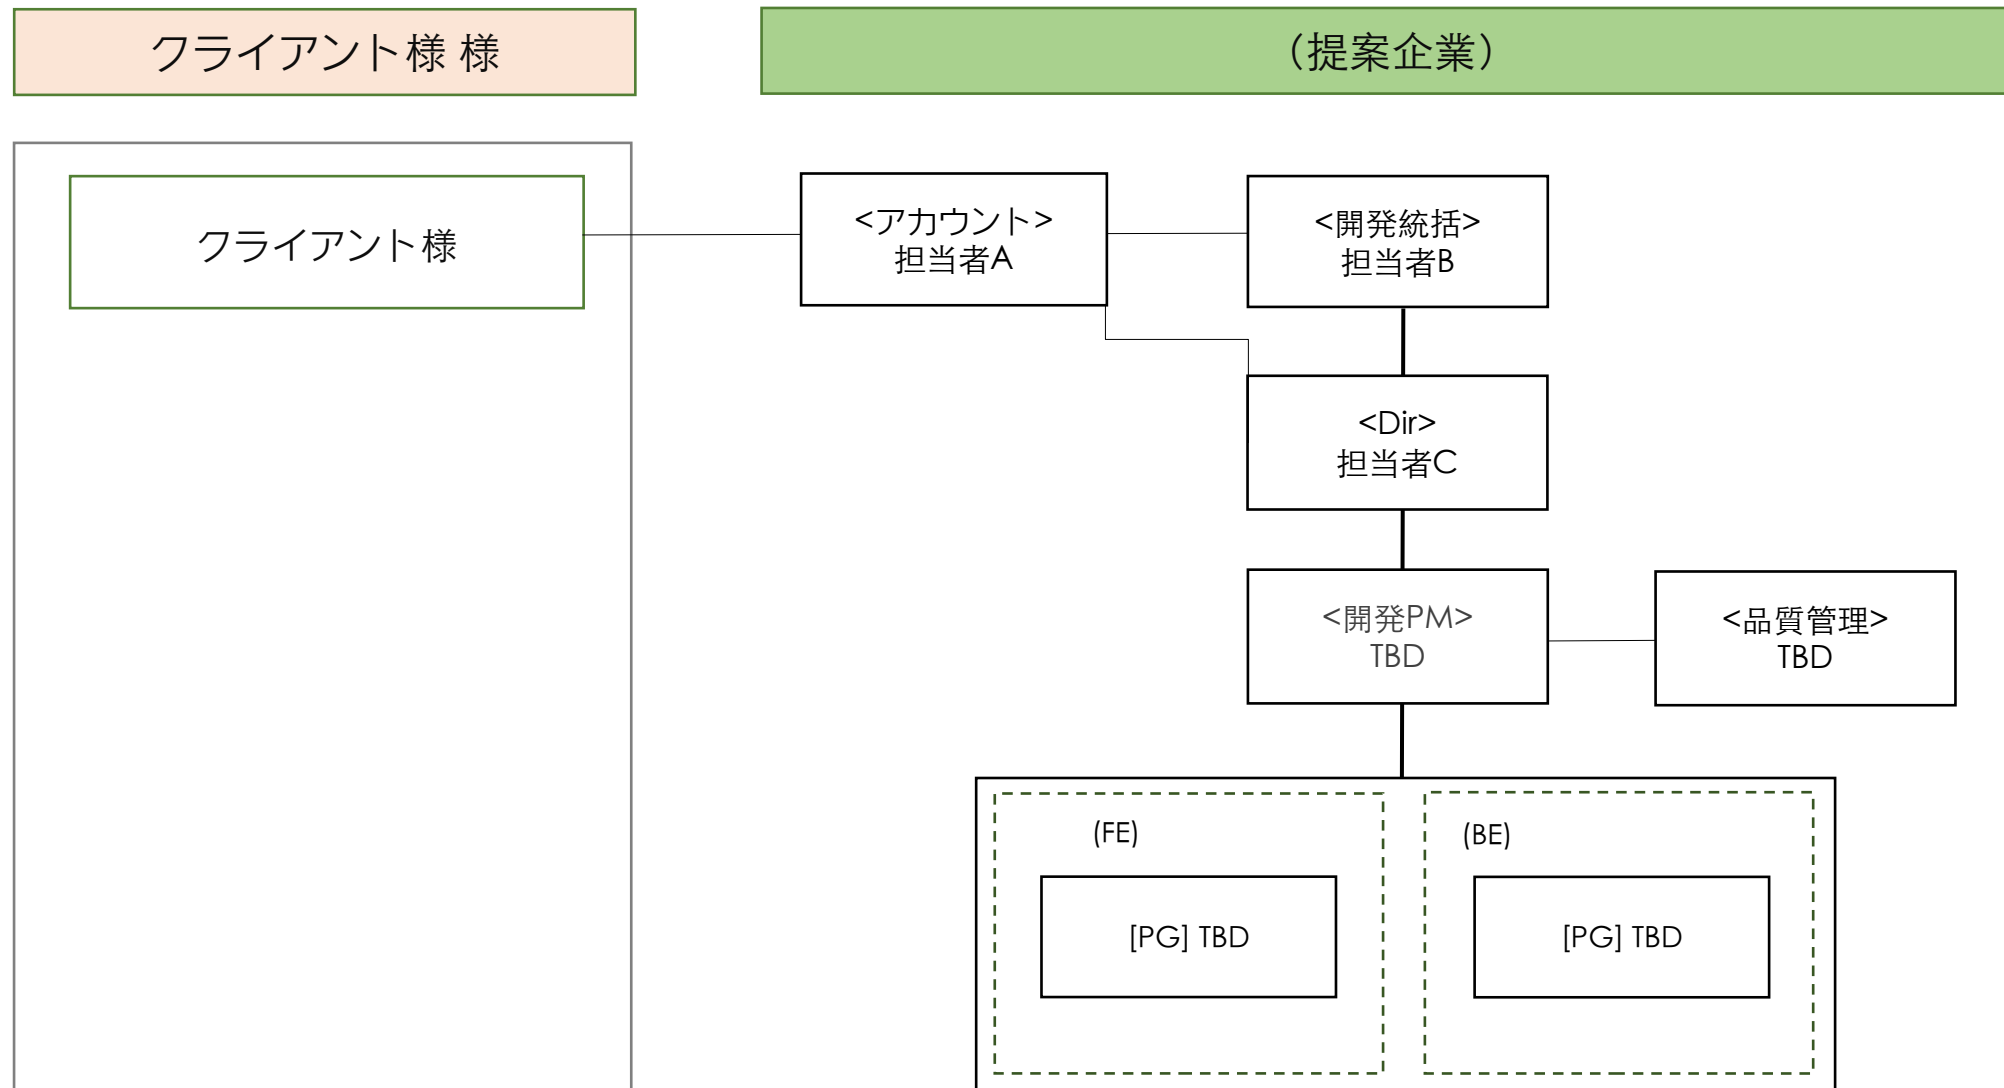 クライアント様 様
（提案企業）
クライアント様
<アカウント>
担当者A
<開発統括>
担当者B
<Dir>
担当者C
<開発PM>
TBD
<品質管理>
TBD
(FE)
(BE)
[PG] TBD
[PG] TBD